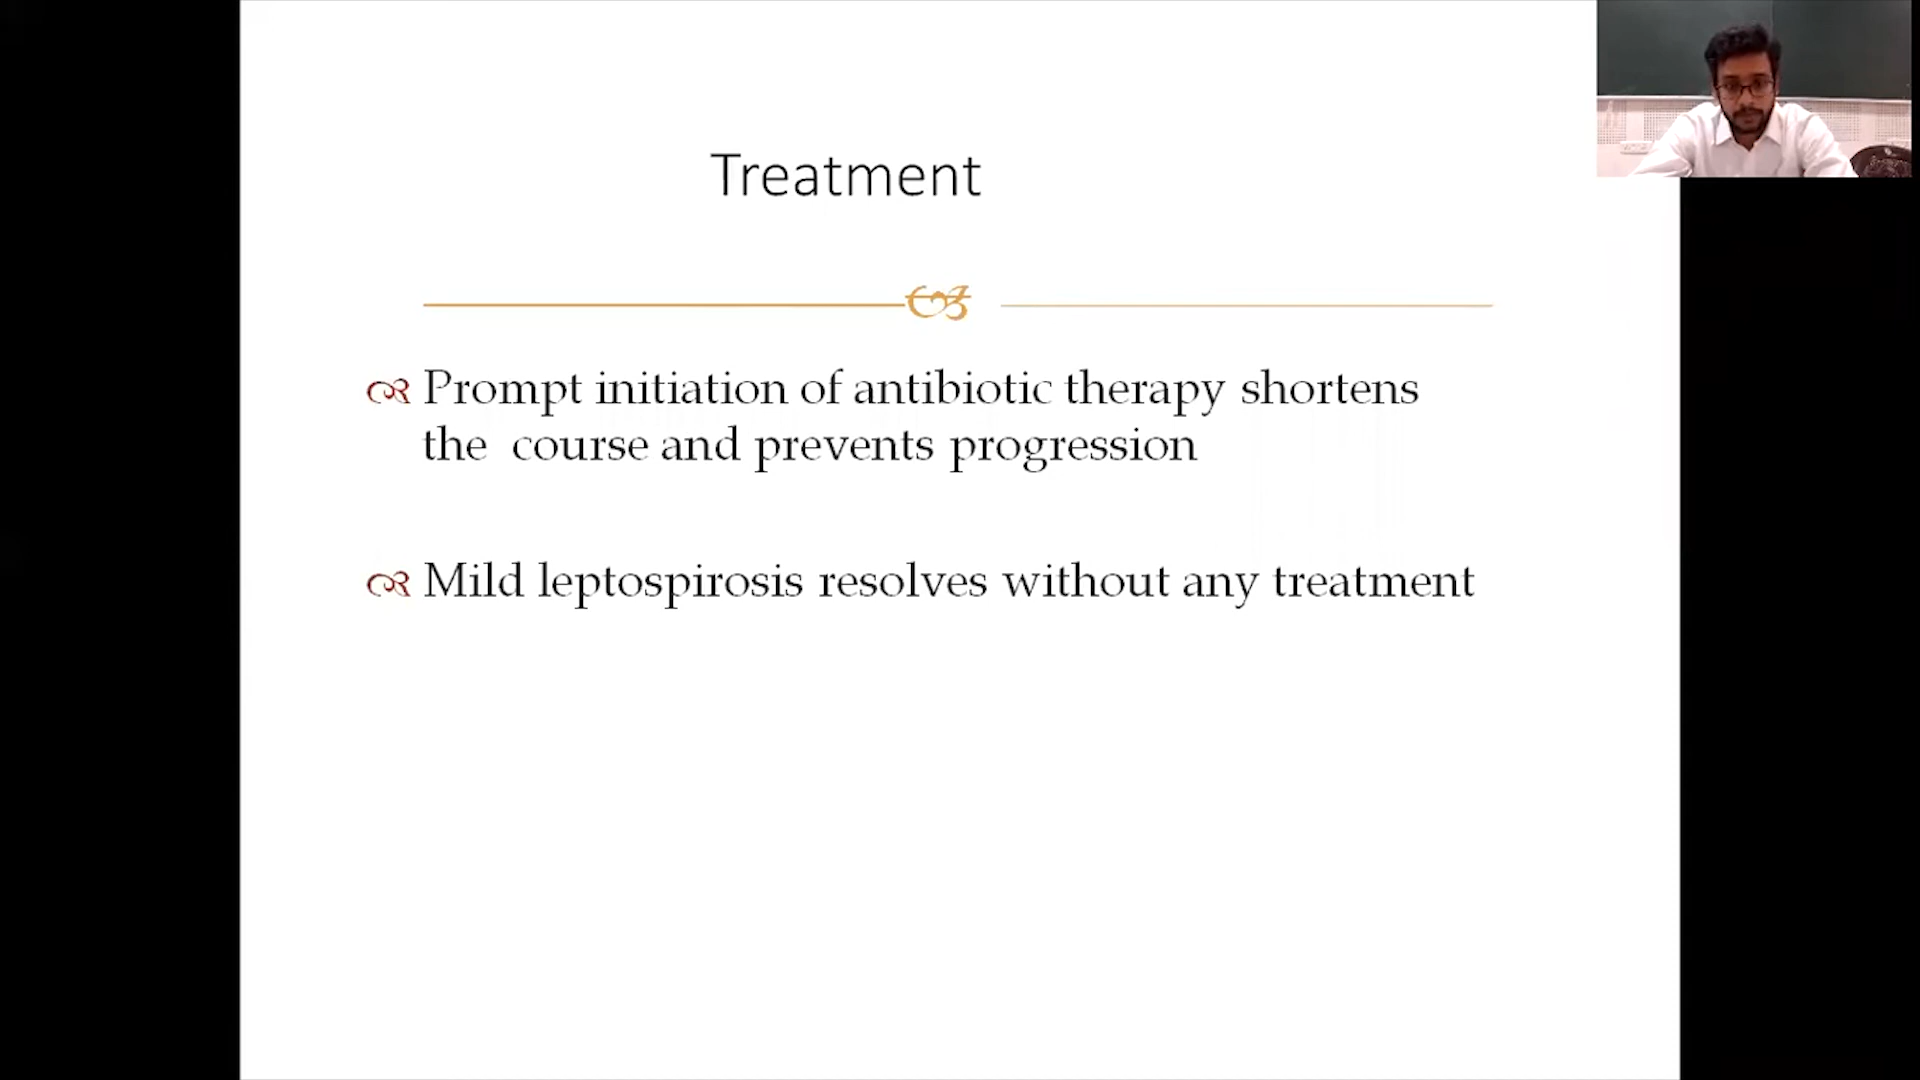 Treatment
Prompt initiation of antibiotic therapy shortens
the course and prevents progression
Mild leptospirosis resolves without any treatment